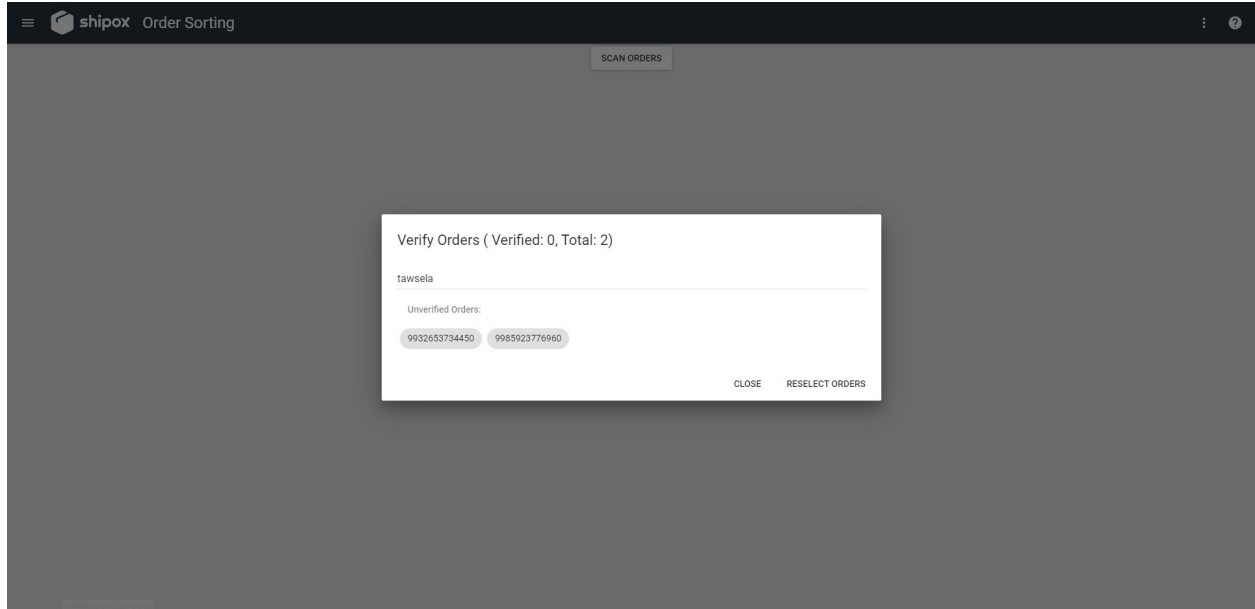 shipox Order Sorting
SCAN ORDERS
Verify Orders ( Verified: 0, Total: 2)
tawsela
Unverified Orders:
9932653734450 9985923776960
CLOSE RESELECT ORDERS